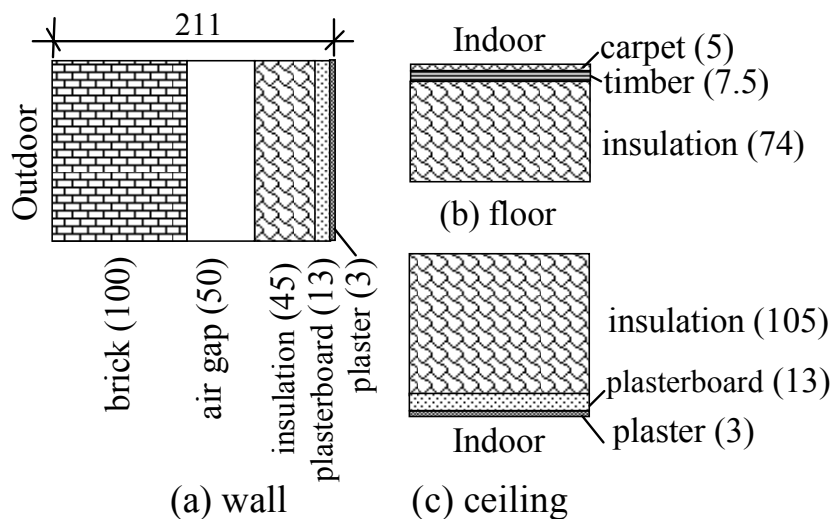 211
Outdoor
brick (100)
air gap (50)
insulation (45)
plasterboard (13)
plaster (3)
(a) wall
Indoor
carpet (5)
timber (7.5)
insulation (74)
(b) floor
insulation (105)
plasterboard (13)
plaster (3)
Indoor
(c) ceiling